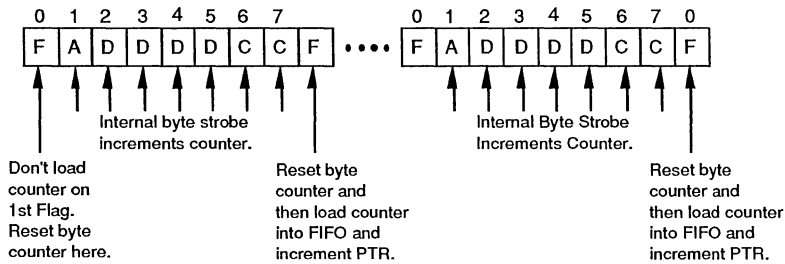 0 1 2 3 4 5 6 7 0 1 2 3 4 5 6 7 0
F A D D D D C C F •••• F A D D D D C C F
Internal byte strobe
increments counter.
Internal Byte Strobe
Increments Counter.
Don't load
counter on
1st Flag.
Reset byte
counter here.
Reset byte
counter and
then load counter
into FIFO and
increment PTR.
Reset byte
counter and
then load counter
into FIFO and
increment PTR.